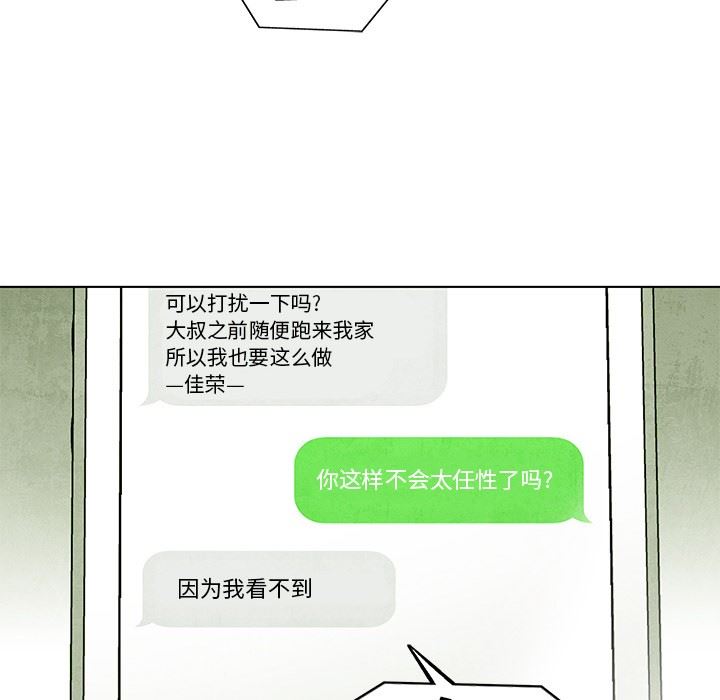 可以打扰一下吗?
大叔之前随便跑来我家
所以我也要这么做
—佳荣—
你这样不会太任性了吗?
因为我看不到